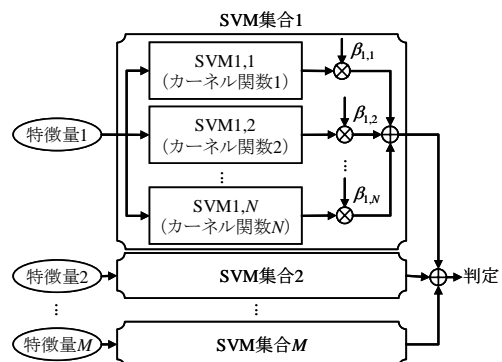 SVM集合1
SVM1,1
(カーネル関数1)
β1,1
特徴量1
SVM1,2
(カーネル関数2)
β1,2
...
...
SVM1,N
(カーネル関数N)
β1,N
特徴量2
SVM集合2
判定
...
...
特徴量M
SVM集合M